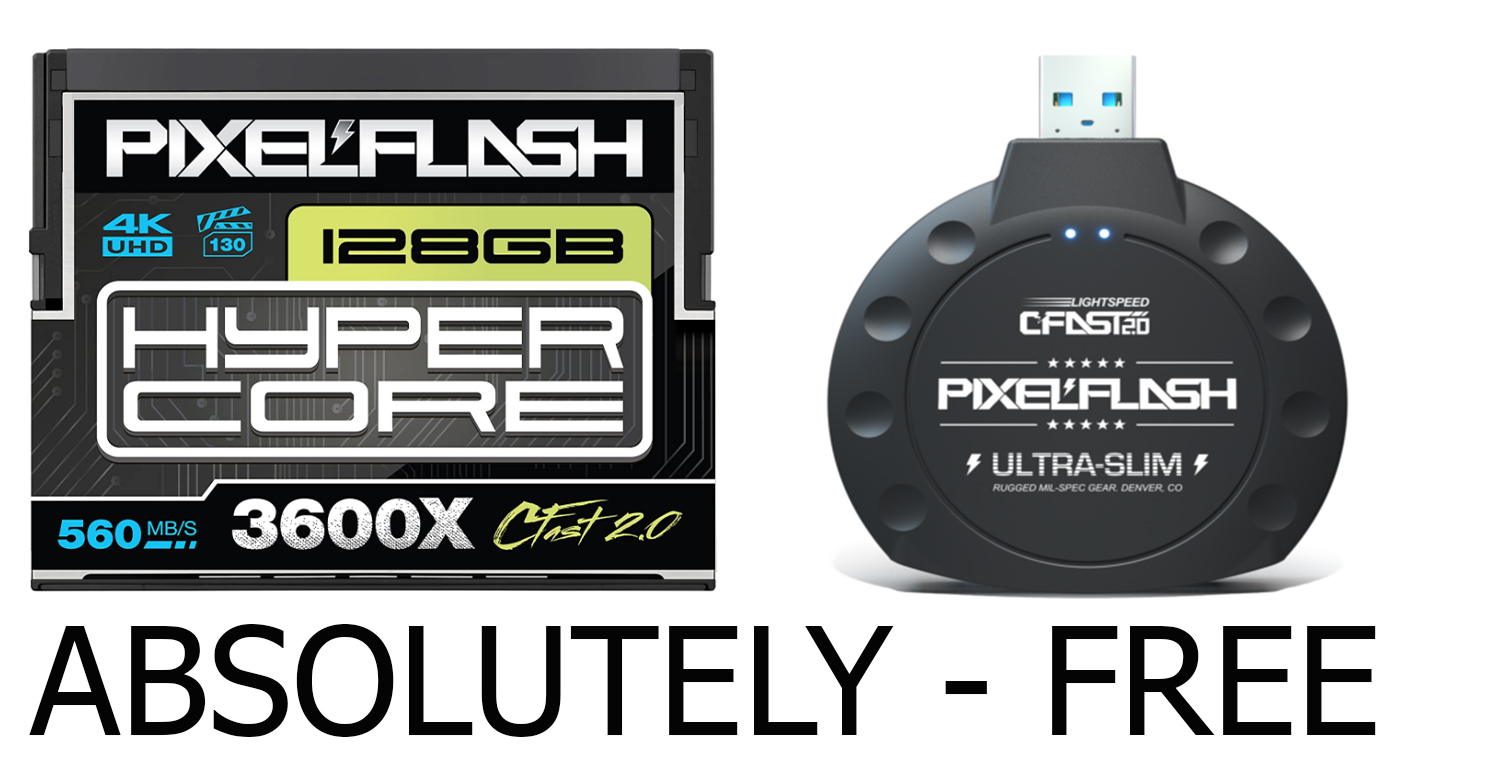 PIXELFLASH
4K
UHD
130
128GB
HYPER
CORE
560 MB/S
3600X
CFast 2.0
LIGHTSPEED
CFAST 2.0
PIXELFLASH
ULTRA-SLIM
RUGGED MIL-SPEC GEAR. DENVER, CO
ABSOLUTELY - FREE